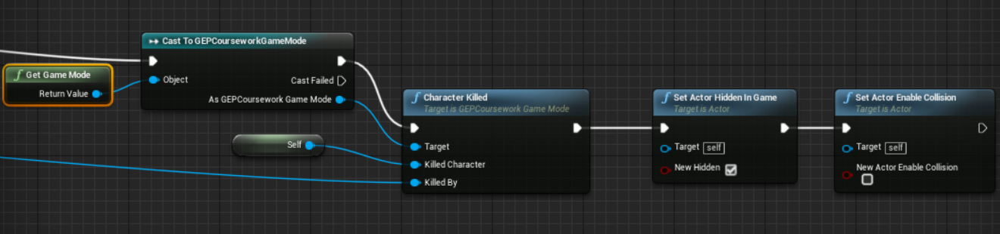 Cast To GEPCourseworkGameMode
Get Game Mode
Return Value
Object
Cast Failed
As GEPCoursework Game Mode
Self
Character Killed
Target is GEPCoursework Game Mode
Target
Killed Character
Killed By
Set Actor Hidden In Game
Target is Actor
Target self
New Hidden
Set Actor Enable Collision
Target is Actor
Target self
New Actor Enable Collision